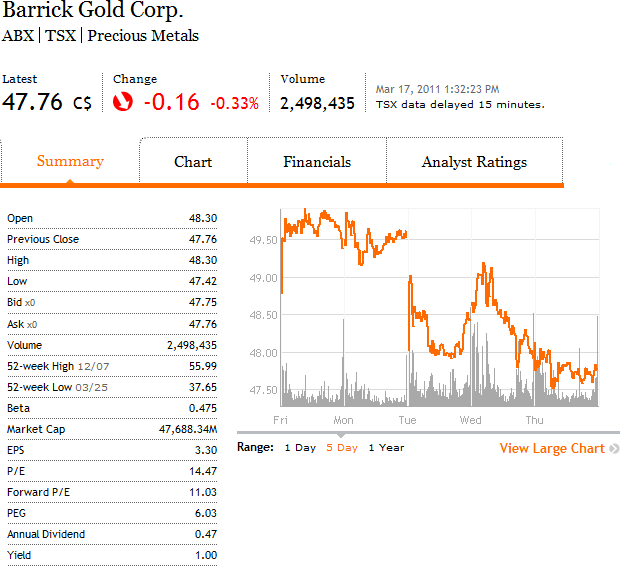 Barrick Gold Corp.
ABX | TSX | Precious Metals
Latest
47.76 C$
Change
-0.16 -0.33%
Volume
2,498,435
Mar 17, 2011 1:32:23 PM
TSX data delayed 15 minutes.
Summary
Chart
Financials
Analyst Ratings
Open 48.30
Previous Close 47.76
High 48.30
Low 47.42
Bid x0 47.75
Ask x0 47.76
Volume 2,498,435
52-week High 12/07 55.99
52-week Low 03/25 37.65
Beta 0.475
Market Cap 47,688.34M
EPS 3.30
P/E 14.47
Forward P/E 11.03
PEG 6.03
Annual Dividend 0.47
Yield 1.00
49.50
49.00
48.50
48.00
47.50
Fri Mon Tue Wed Thu
Range: 1 Day 5 Day 1 Year
View Large Chart